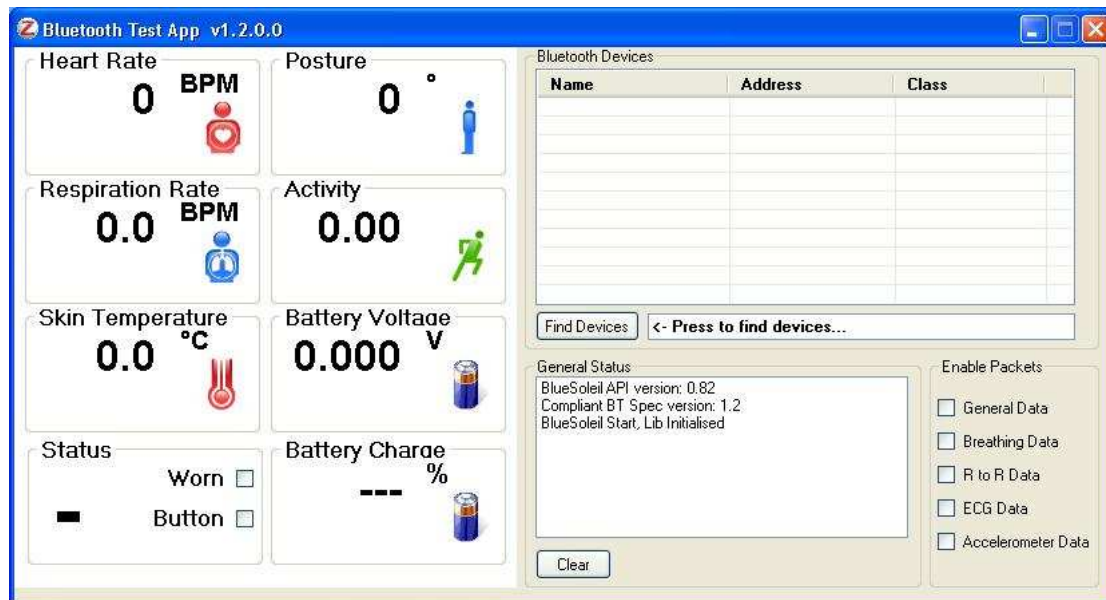 Bluetooth Test App v1.2.0.0
Heart Rate
0 BPM
Posture
0 °
Respiration Rate
0.0 BPM
Activity
0.00
Skin Temperature
0.0 °C
Battery Voltage
0.000 V
Status
Worn
- Button
Battery Charge
--- %
Bluetooth Devices
Name Address Class
Find Devices <- Press to find devices...
General Status
BlueSoleil API version: 0.82
Compliant BT Spec version: 1.2
BlueSoleil Start, Lib Initialised
Clear
Enable Packets
General Data
Breathing Data
R to R Data
ECG Data
Accelerometer Data